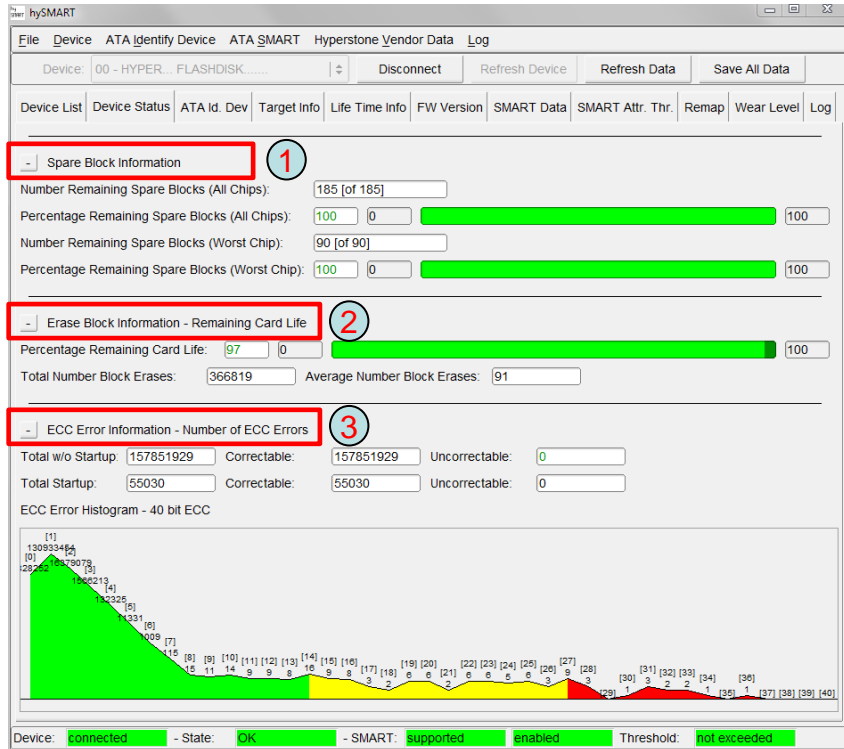 hy
SMART hySMART
File Device ATA Identify Device ATA SMART Hyperstone Vendor Data Log
Device: 00 - HYPER... FLASHDISK....... Disconnect Refresh Device Refresh Data Save All Data
Device List Device Status ATA Id. Dev Target Info Life Time Info FW Version SMART Data SMART Attr. Thr. Remap Wear Level Log
- Spare Block Information 1
Number Remaining Spare Blocks (All Chips): 185 [of 185]
Percentage Remaining Spare Blocks (All Chips): 100 0 100
Number Remaining Spare Blocks (Worst Chip): 90 [of 90]
Percentage Remaining Spare Blocks (Worst Chip): 100 0 100
- Erase Block Information - Remaining Card Life 2
Percentage Remaining Card Life: 97 0 100
Total Number Block Erases: 366819 Average Number Block Erases: 91
- ECC Error Information - Number of ECC Errors 3
Total w/o Startup: 157851929 Correctable: 157851929 Uncorrectable: 0
Total Startup: 55030 Correctable: 55030 Uncorrectable: 0
ECC Error Histogram - 40 bit ECC
[0] [1] [2] [3] [4] [5] [6] [7] [8] [9] [10] [11] [12] [13] [14] [15] [16] [17] [18] [19] [20] [21] [22] [23] [24] [25] [26] [27] [28] [29] [30] [31] [32] [33] [34] [35] [36] [37] [38] [39] [40]
16379079 1566213 132325 11331 1009 115 15 11 14 9 9 8 16 9 8 3 2 6 6 2 6 6 5 6 3 9 3 1 3 2 2 1 1
Device: connected - State: OK - SMART: supported enabled Threshold: not exceeded